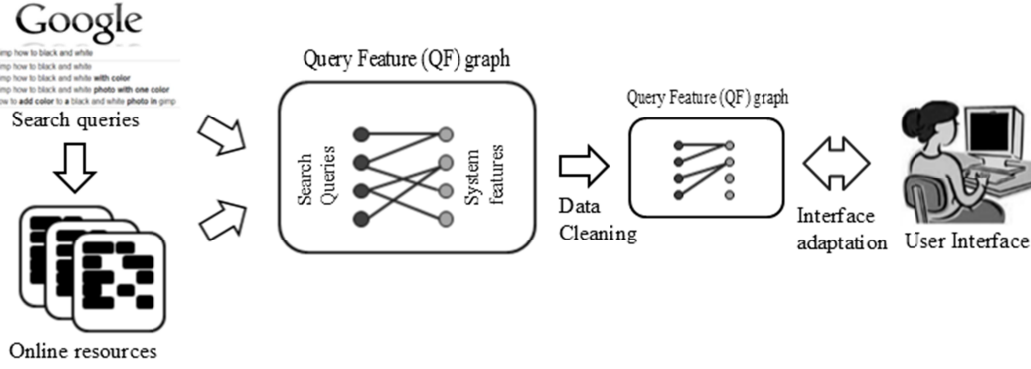 Google
imp how to black and white
imp how to black and white
imp how to black and white with color
imp how to black and white photo with one color
ow to add color to a black and white photo in gimp
Search queries
Online resources
Query Feature (QF) graph
Search
Queries
System
features
Data
Cleaning
Query Feature (QF) graph
Interface
adaptation
User Interface